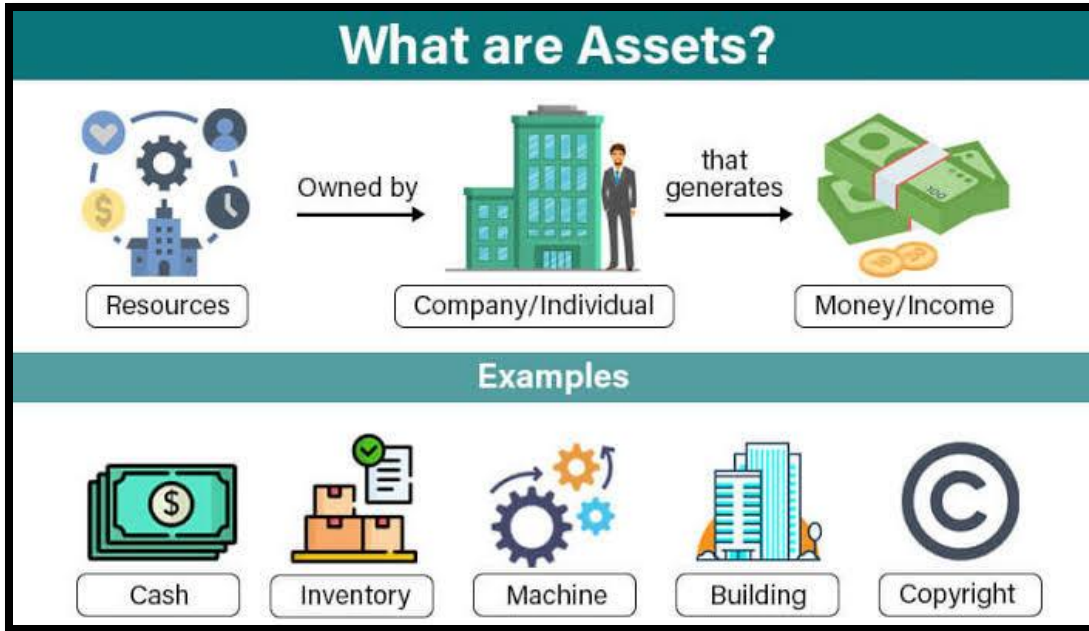 What are Assets?
Owned by
that
generates
Resources
Company/Individual
Money/Income
Examples
$
$
Cash
Inventory
Machine
Building
Copyright
©